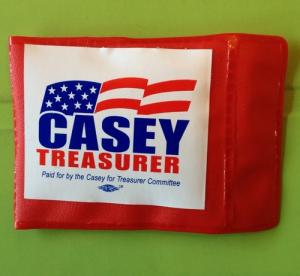 CASEY
TREASURER
Paid for by the Casey for Treasurer Committee